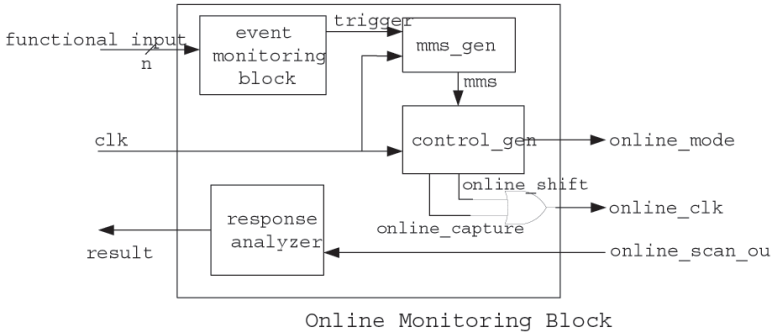 trigger
functional input
n
event
monitoring
block
mms_gen
mms
clk
control_gen
online_mode
online_shift
online_clk
online_capture
response
analyzer
result
online_scan_ou
Online Monitoring Block